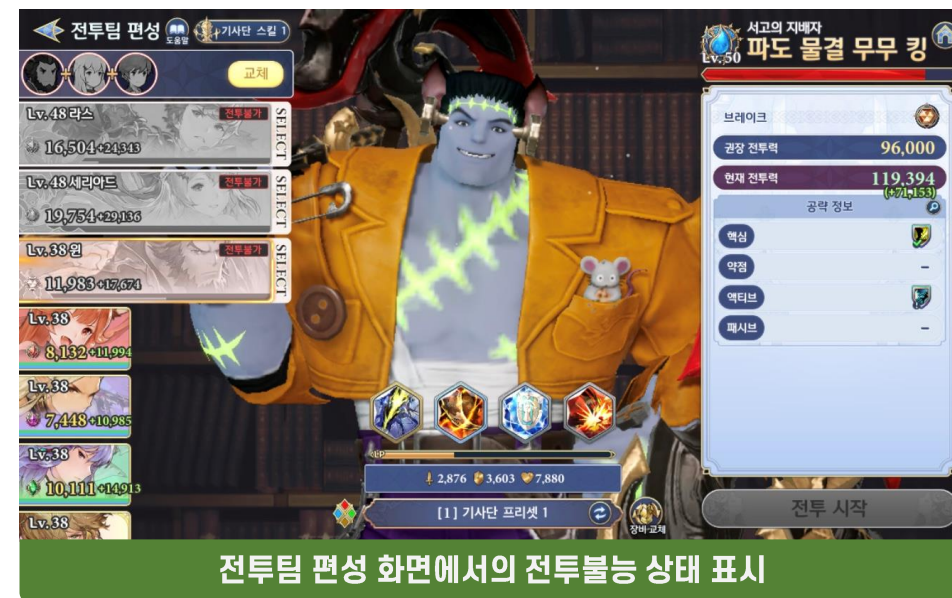 전투팀 편성
도움말
기사단 스킬 1
교체
Lv.48 라스
전투불가
16,504+24,343
SELECT
Lv.48 세리아드
전투불가
19,754+29,136
SELECT
Lv.38 윈
전투불가
11,983+17,674
SELECT
Lv.38
8,132+11,994
Lv.38
7,448+10,985
Lv.38
10,111+14,913
Lv.38
LP
2,876 3,603 7,880
[1] 기사단 프리셋 1
장비·교체
서고의 지배자
Lv.50 파도 물결 무무 킹
브레이크
권장 전투력 96,000
현재 전투력 119,394
(+71,153)
공략 정보
핵심
약점 -
액티브
패시브 -
전투 시작
전투팀 편성 화면에서의 전투불능 상태 표시